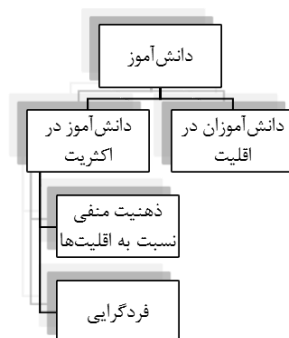 دانش‌آموز
دانش‌آموزان در
اقلیت
دانش‌آموز در
اکثریت
ذهنیت منفی
نسبت به اقلیت‌ها
فردگرایی